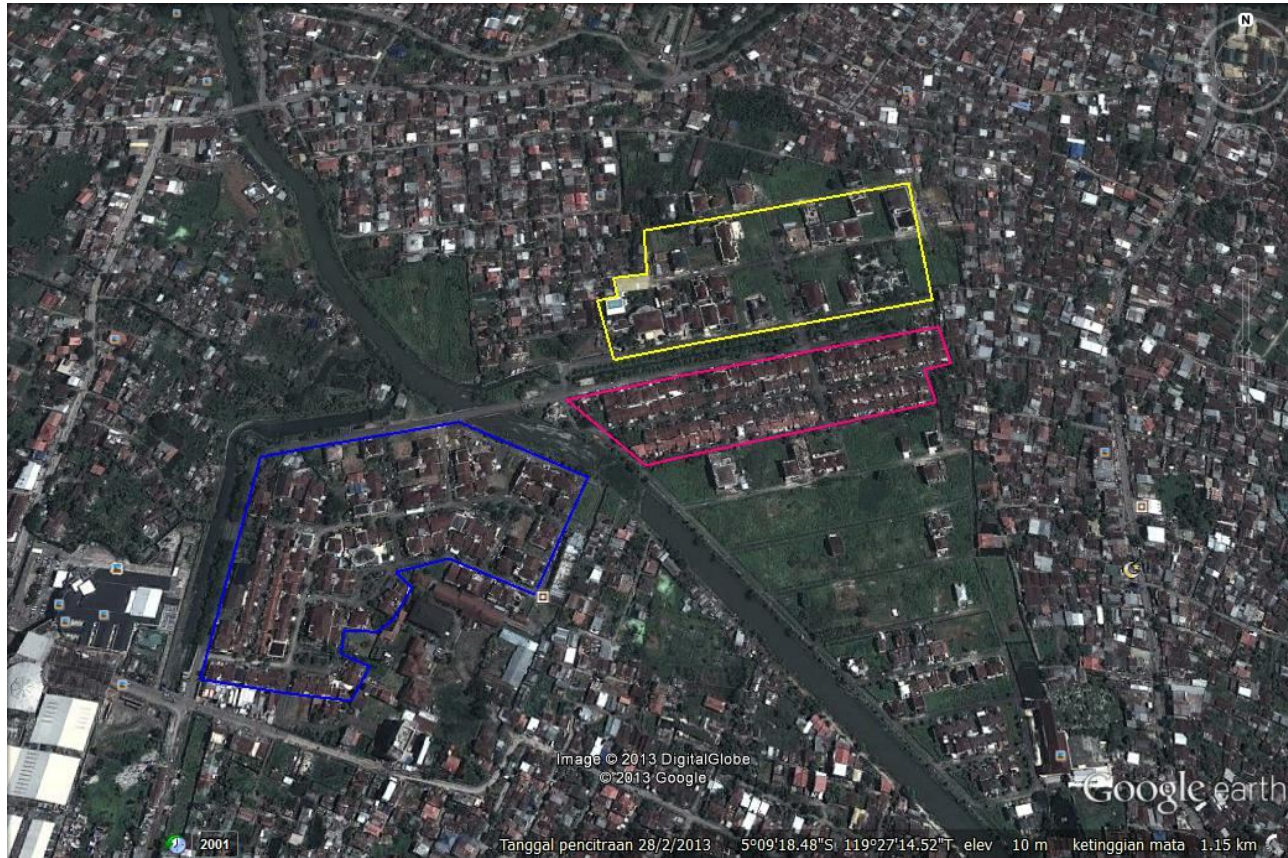 N
Image © 2013 DigitalGlobe
© 2013 Google
Google earth
2001
Tanggal pencitraan 28/2/2013 5°09'18.48"S 119°27'14.52"T elev 10 m ketinggian mata 1.15 km